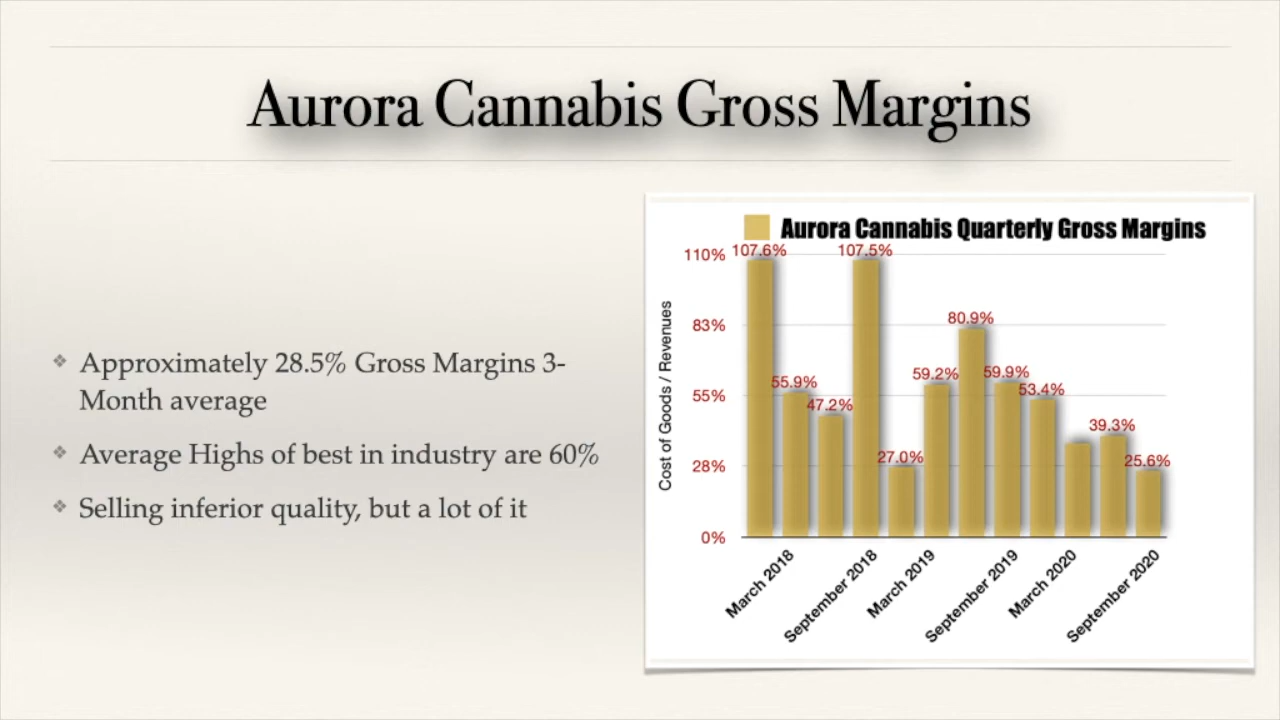 Aurora Cannabis Gross Margins
❖ Approximately 28.5% Gross Margins 3-
Month average
❖ Average Highs of best in industry are 60%
❖ Selling inferior quality, but a lot of it
Aurora Cannabis Quarterly Gross Margins
Cost of Goods / Revenues
110%
83%
55%
28%
0%
107.6%
55.9%
47.2%
107.5%
27.0%
59.2%
80.9%
59.9%
53.4%
39.3%
25.6%
March 2018
September 2018
March 2019
September 2019
March 2020
September 2020